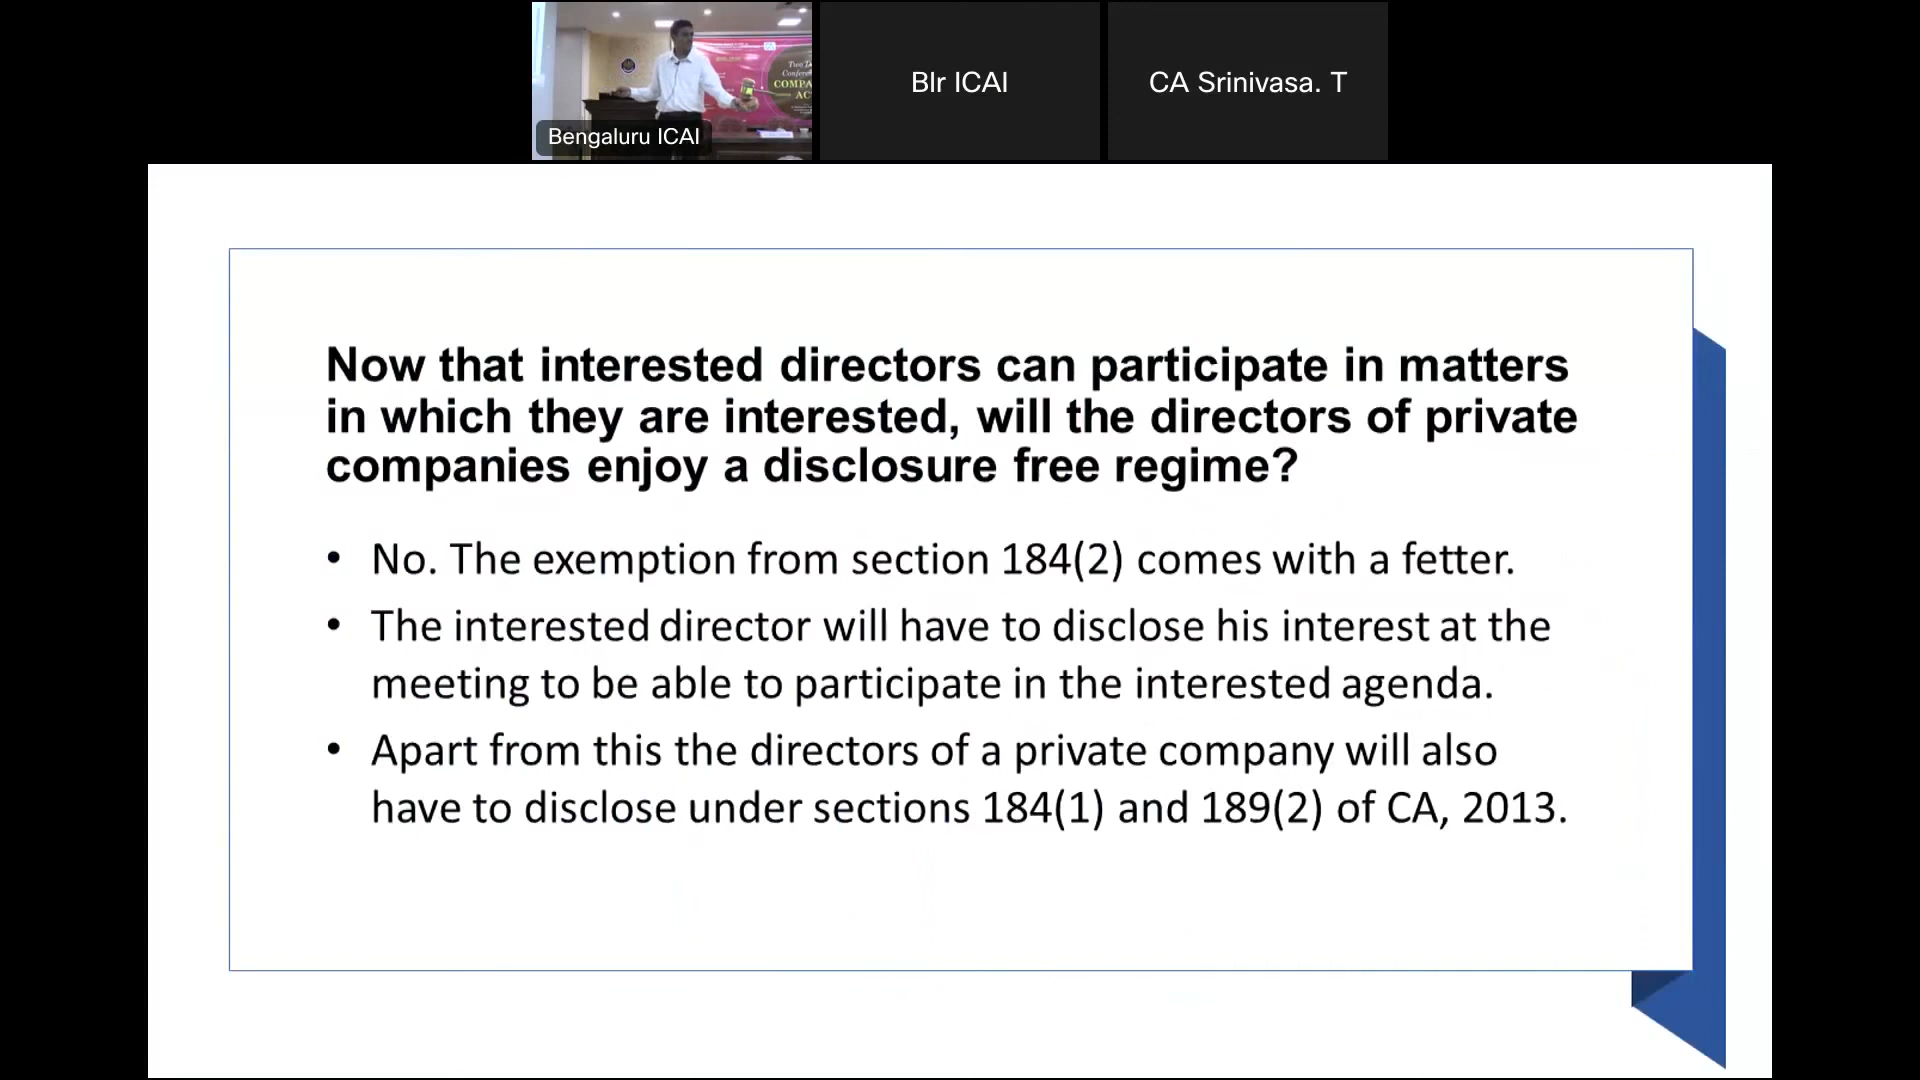 Two
Conf
COMPA
AC
Bengaluru ICAI
Blr ICAI
CA Srinivasa. T
Now that interested directors can participate in matters
in which they are interested, will the directors of private
companies enjoy a disclosure free regime?
• No. The exemption from section 184(2) comes with a fetter.
• The interested director will have to disclose his interest at the
meeting to be able to participate in the interested agenda.
• Apart from this the directors of a private company will also
have to disclose under sections 184(1) and 189(2) of CA, 2013.